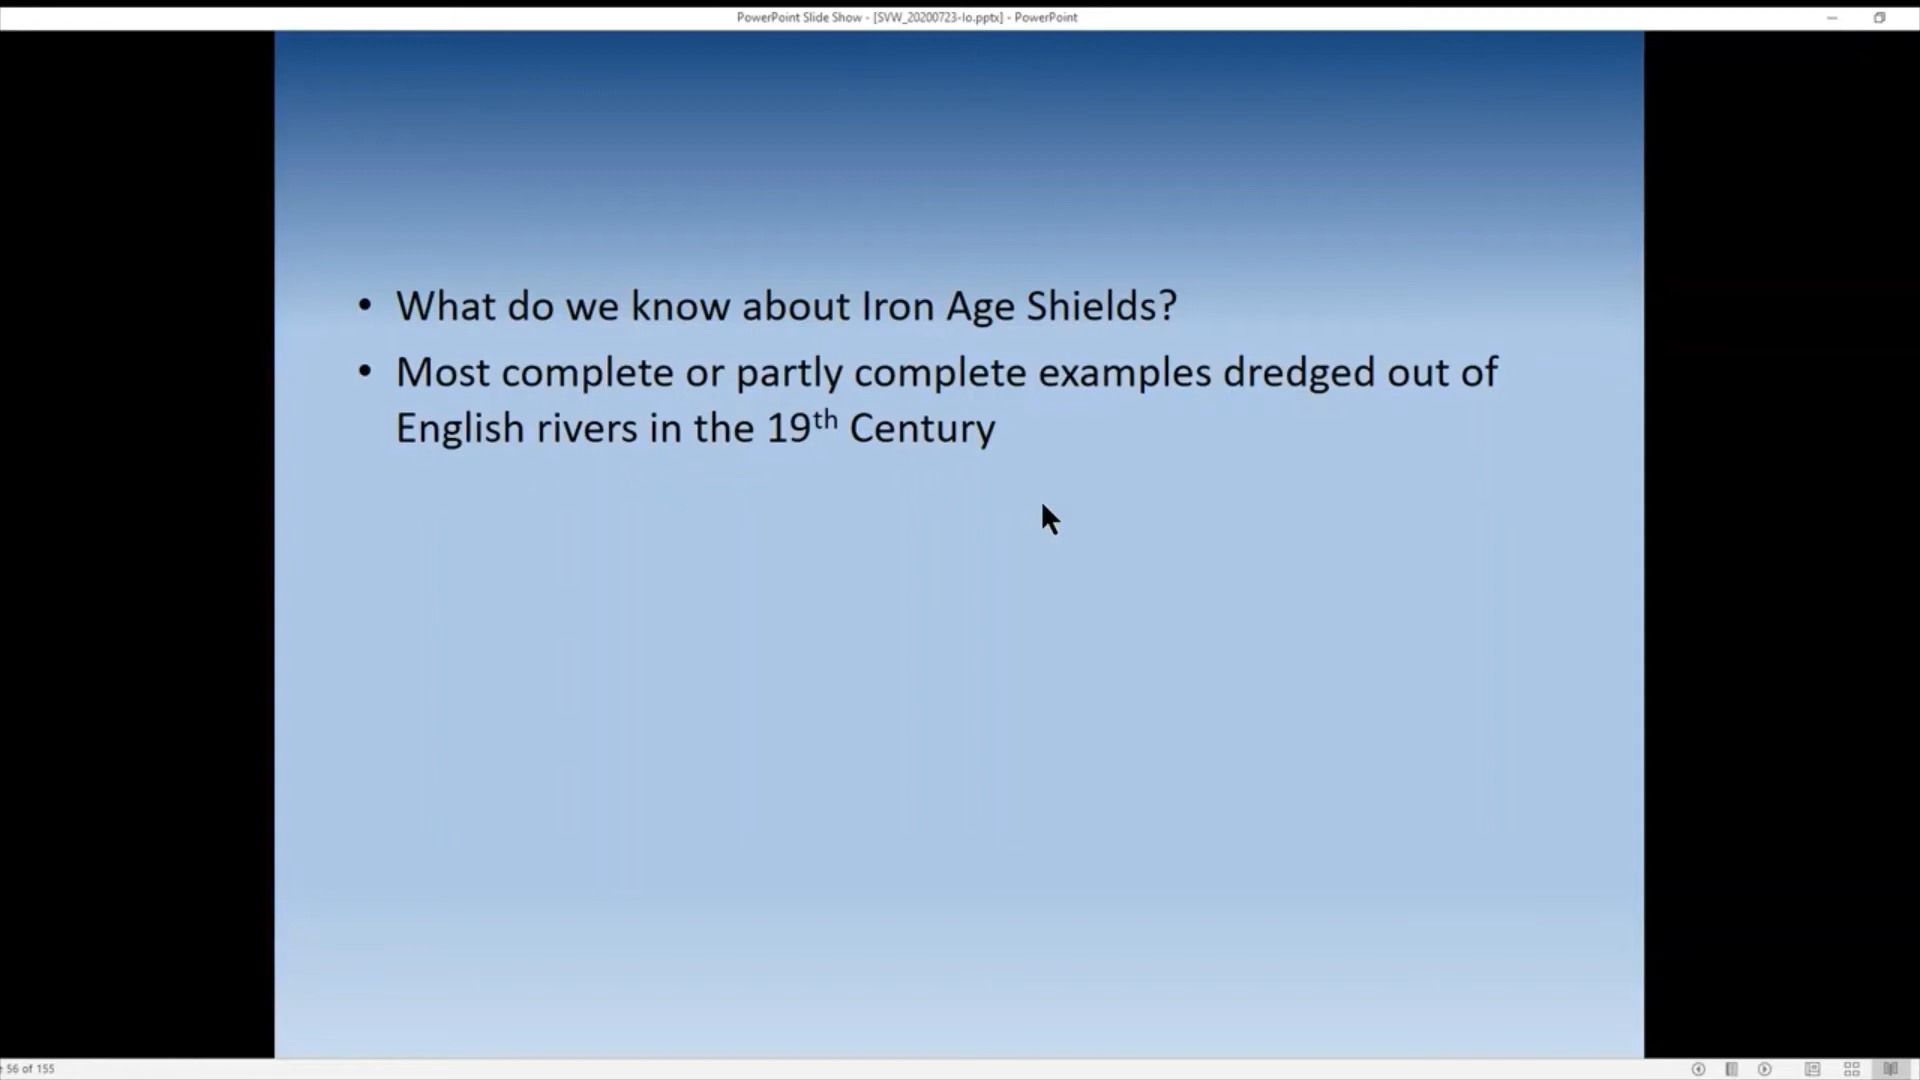 PowerPoint Slide Show - [SVW_20200723-lo.pptx] - PowerPoint
• What do we know about Iron Age Shields?
• Most complete or partly complete examples dredged out of
English rivers in the 19th Century
56 of 155